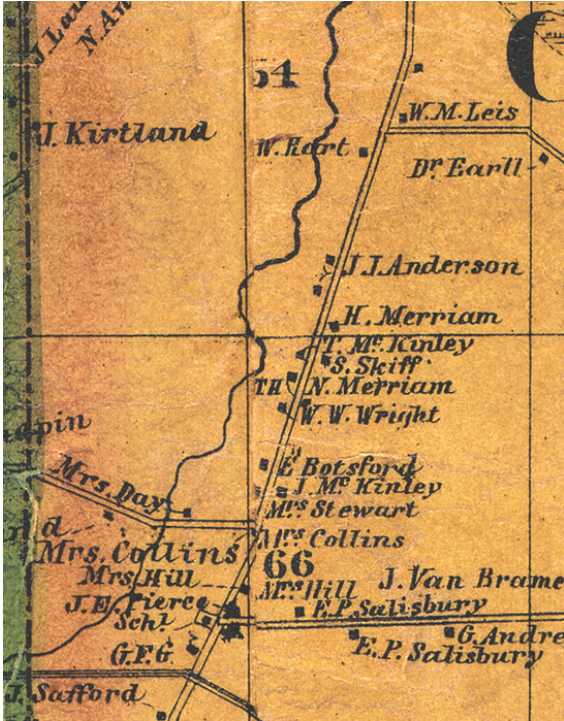 N. An
54
C
W. M. Leis
J. Kirtland
W. Hart
Dr. Earll
J. J. Anderson
H. Merriam
T. Mc. Kinley
S. Skiff
TH
N. Merriam
W. W. Wright
apin
E Botsford
Mrs. Day
J. Mc Kinley
Mrs Stewart
Mrs. Collins
Mrs Collins
66
Mrs. Hill
Mrs Hill
J. Van Brame
J. E. Pierce
E. P. Salisbury
Schl.
G. Andre
G. F. G
E. P. Salisbury
J. Safford